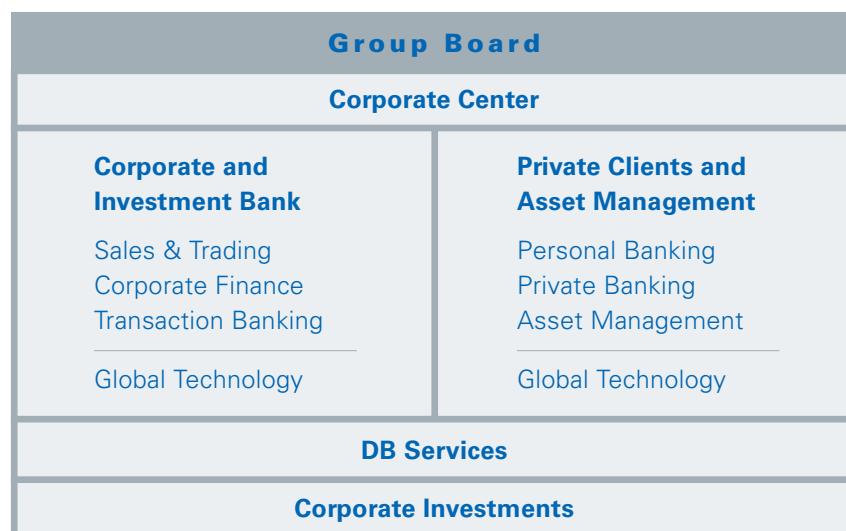 Group Board
Corporate Center
Corporate and
Investment Bank
Sales & Trading
Corporate Finance
Transaction Banking
Global Technology
Private Clients and
Asset Management
Personal Banking
Private Banking
Asset Management
Global Technology
DB Services
Corporate Investments